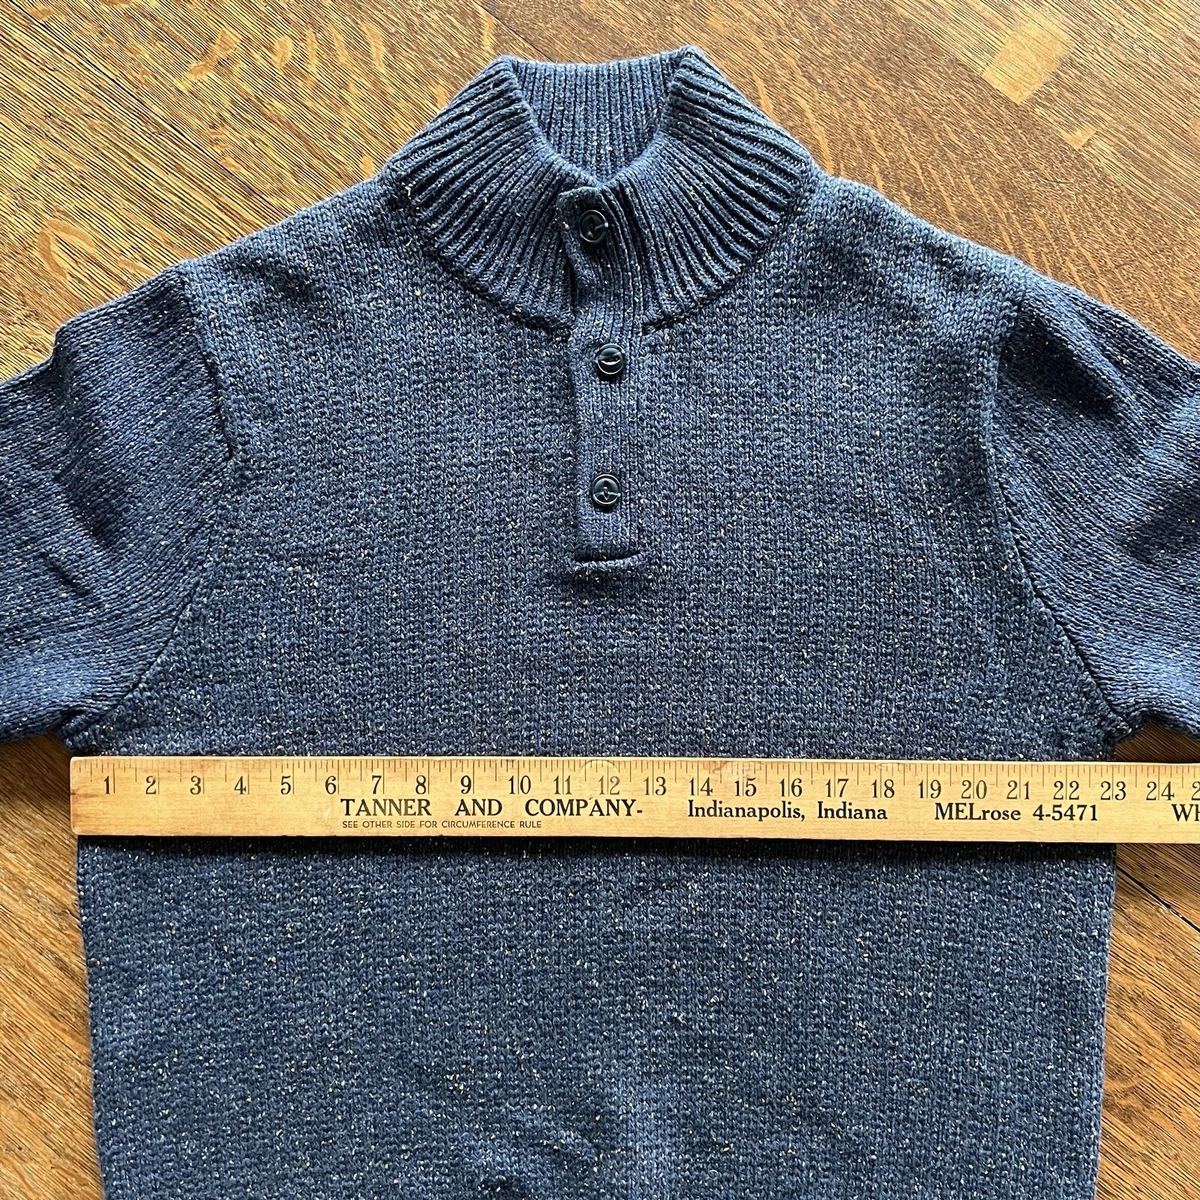 1 2 3 4 5 6 7 8 9 10 11 12 13 14 15 16 17 18 19 20 21 22 23 24
TANNER AND COMPANY- Indianapolis, Indiana MELrose 4-5471
SEE OTHER SIDE FOR CIRCUMFERENCE RULE